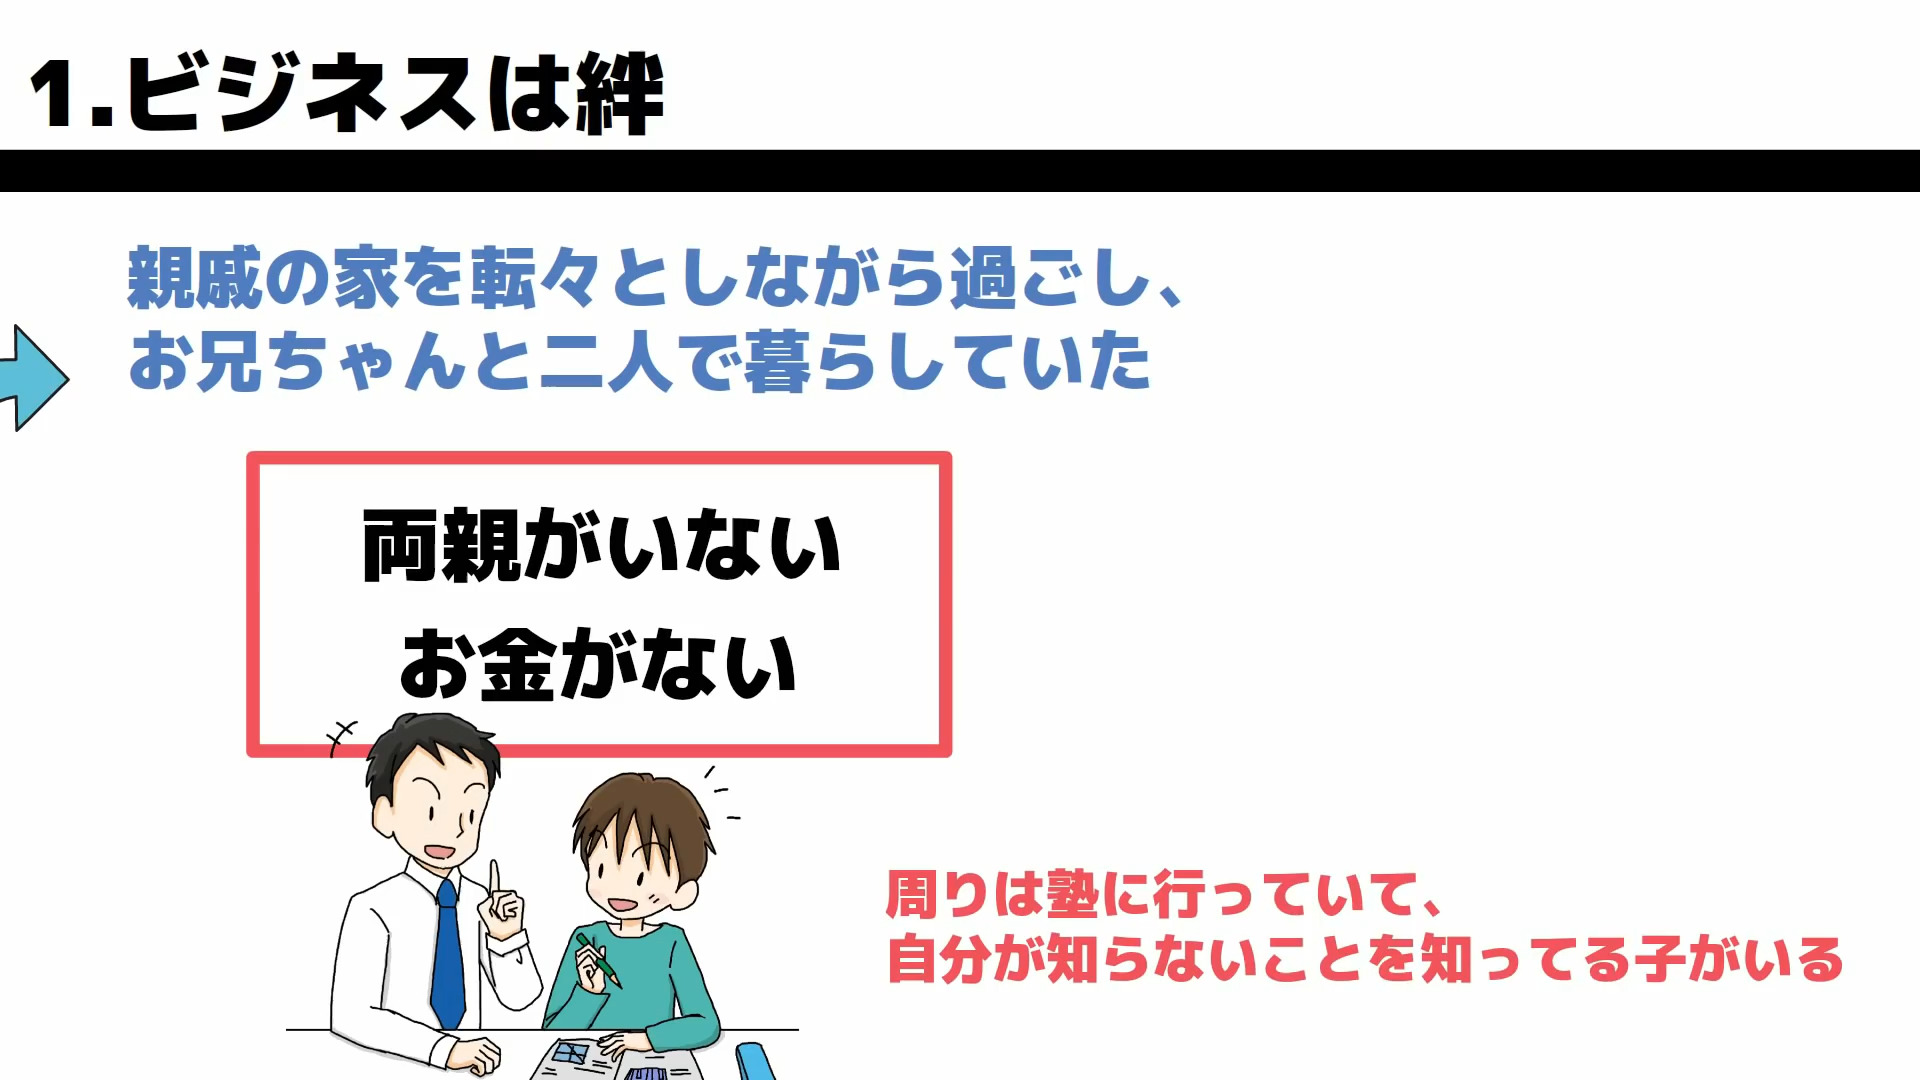 1.ビジネスは絆
親戚の家を転々としながら過ごし、
お兄ちゃんと二人で暮らしていた
両親がいない
お金がない
周りは塾に行っていて、
自分が知らないことを知ってる子がいる